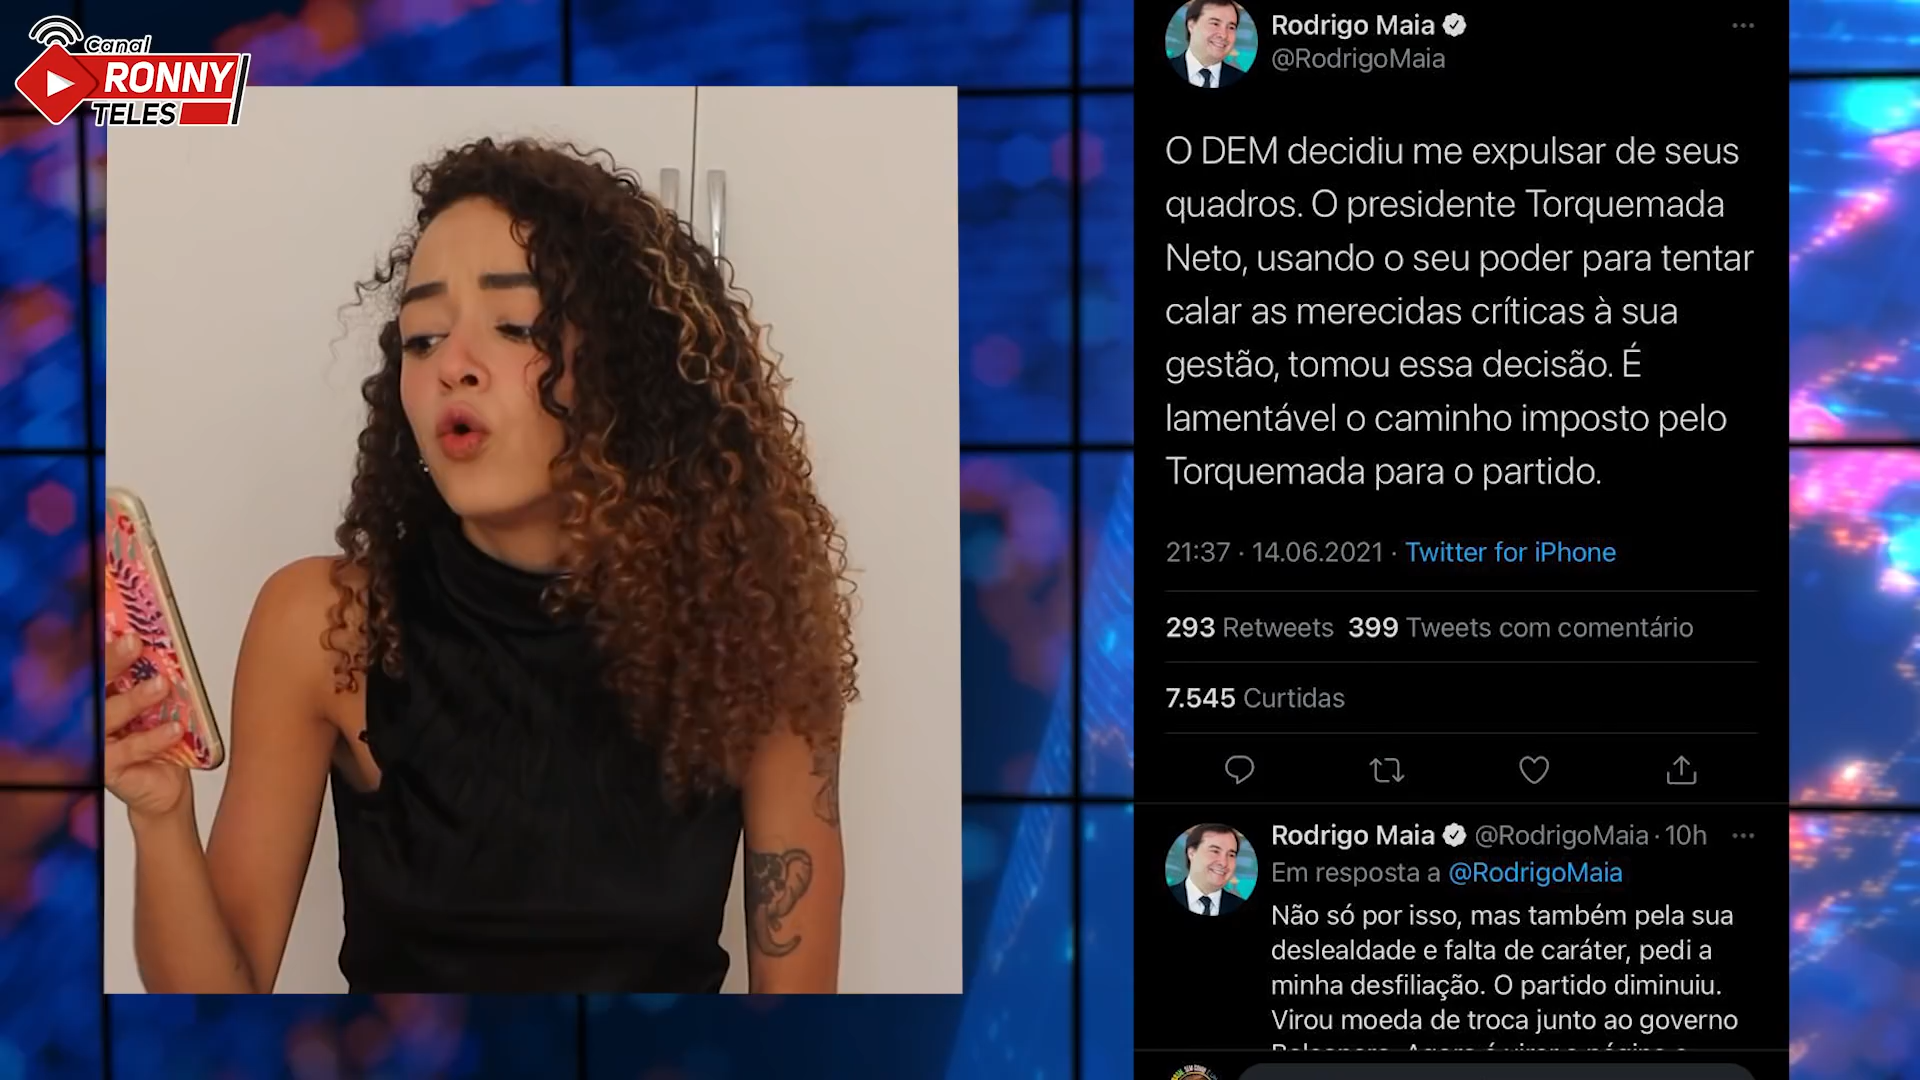 Canal
RONNY
TELES
Rodrigo Maia
@RodrigoMaia
O DEM decidiu me expulsar de seus
quadros. O presidente Torquemada
Neto, usando o seu poder para tentar
calar as merecidas críticas à sua
gestão, tomou essa decisão. É
lamentável o caminho imposto pelo
Torquemada para o partido.
21:37 · 14.06.2021 · Twitter for iPhone
293 Retweets 399 Tweets com comentário
7.545 Curtidas
Rodrigo Maia @RodrigoMaia · 10h
Em resposta a @RodrigoMaia
Não só por isso, mas também pela sua
deslealdade e falta de caráter, pedi a
minha desfiliação. O partido diminuiu.
Virou moeda de troca junto ao governo